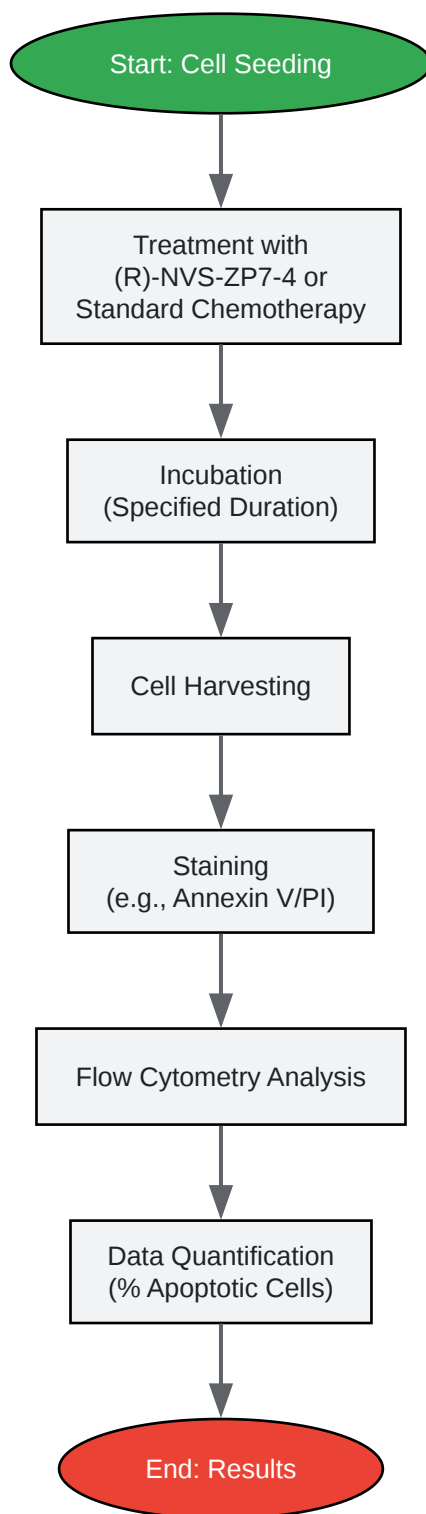 Start: Cell Seeding
Treatment with
(R)-NVS-ZP7-4 or
Standard Chemotherapy
Incubation
(Specified Duration)
Cell Harvesting
Staining
(e.g., Annexin V/PI)
Flow Cytometry Analysis
Data Quantification
(% Apoptotic Cells)
End: Results